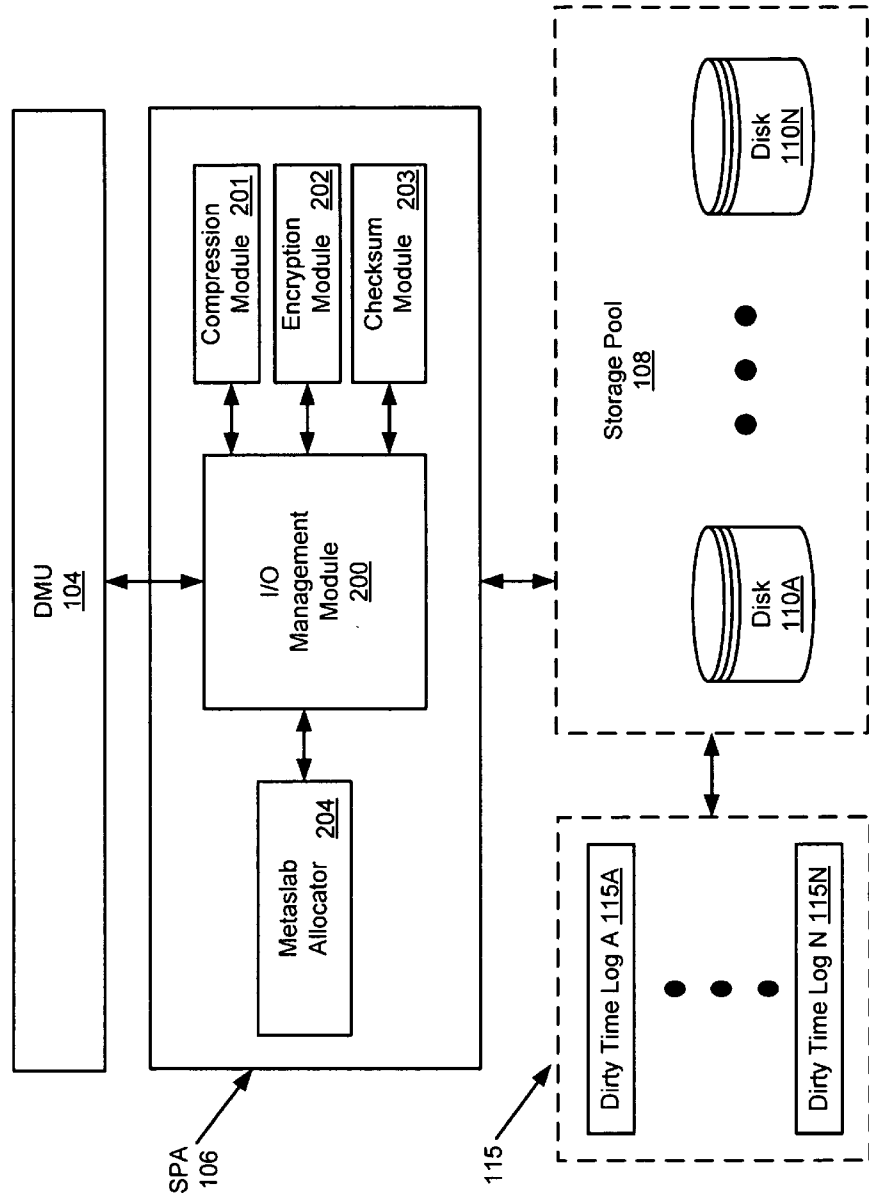 DMU
104
SPA
106
Metaslab
Allocator 204
I/O
Management
Module
200
Compression
Module 201
Encryption
Module 202
Checksum
Module 203
115
Dirty Time Log A 115A
Dirty Time Log N 115N
Storage Pool
108
Disk
110A
Disk
110N